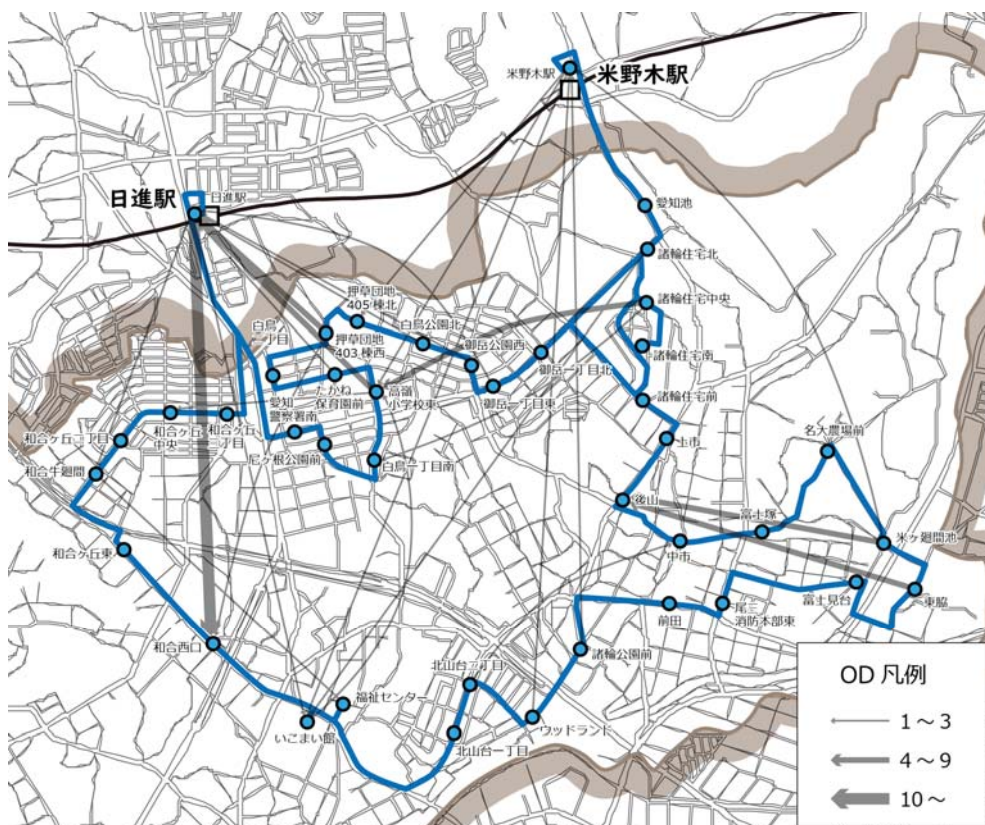 米野木駅
米野木駅
日進駅
日進駅
愛知池
諸輪住宅北
押草団地
405棟北
諸輪住宅中央
白鳥
二丁目
白鳥公園北
御岳公園西
押草団地
403棟西
御岳一丁目北
諸輪住宅南
たかね
保育園前
高嶺
小学校東
御岳一丁目東
諸輪住宅前
愛知
警察署南
和合ヶ丘
中央
和合ヶ丘
三丁目
和合ヶ丘二丁目
上市
名大農場前
尼ヶ根公園前
白鳥一丁目南
和合牛廻間
後山
富士塚
米ヶ廻間池
中市
和合ヶ丘東
富士見台
東脇
前田
尾三
消防本部東
和合西口
諸輪公園前
北山台二丁目
福祉センター
いこまい館
ウッドランド
北山台一丁目
OD 凡例
1～3
4～9
10～